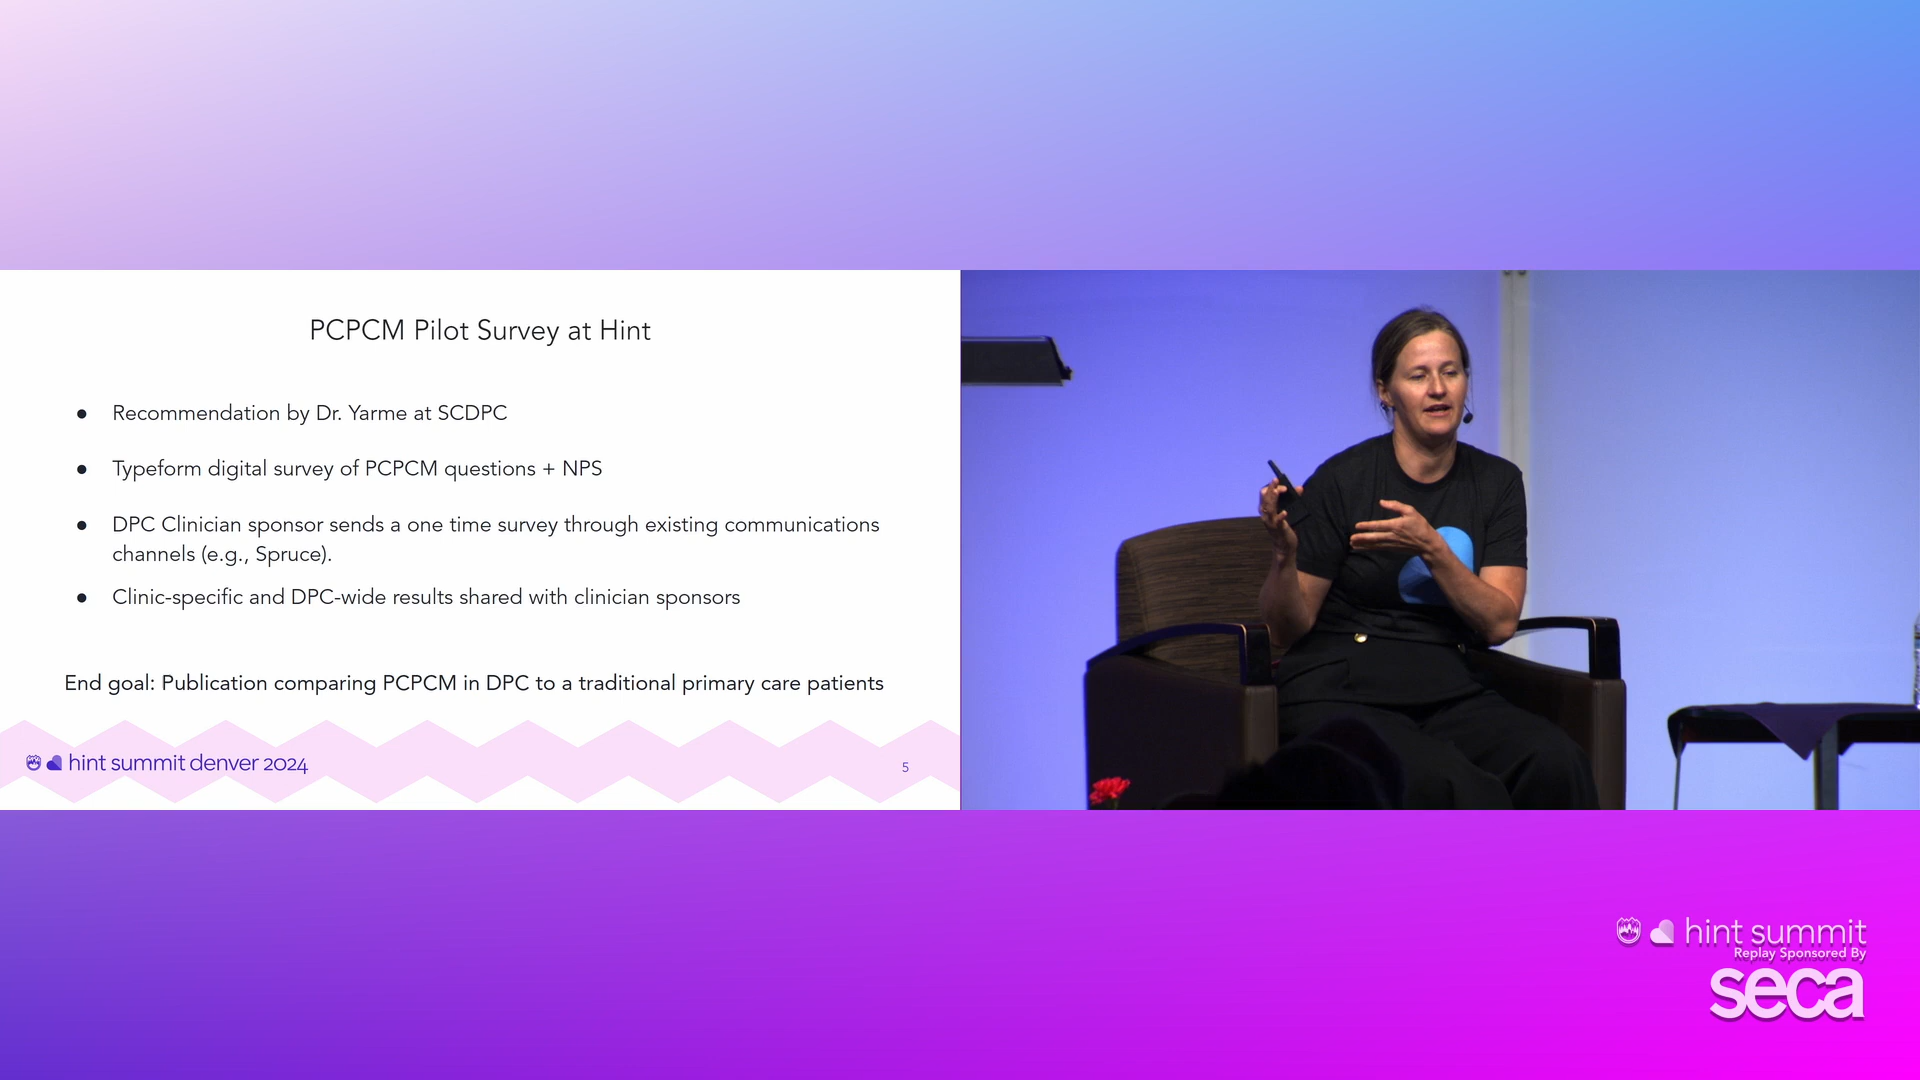 PCPCM Pilot Survey at Hint
● Recommendation by Dr. Yarme at SCDPC
● Typeform digital survey of PCPCM questions + NPS
● DPC Clinician sponsor sends a one time survey through existing communications
channels (e.g., Spruce).
● Clinic-specific and DPC-wide results shared with clinician sponsors
End goal: Publication comparing PCPCM in DPC to a traditional primary care patients
hint summit denver 2024
5
hint summit
Replay Sponsored By
seca